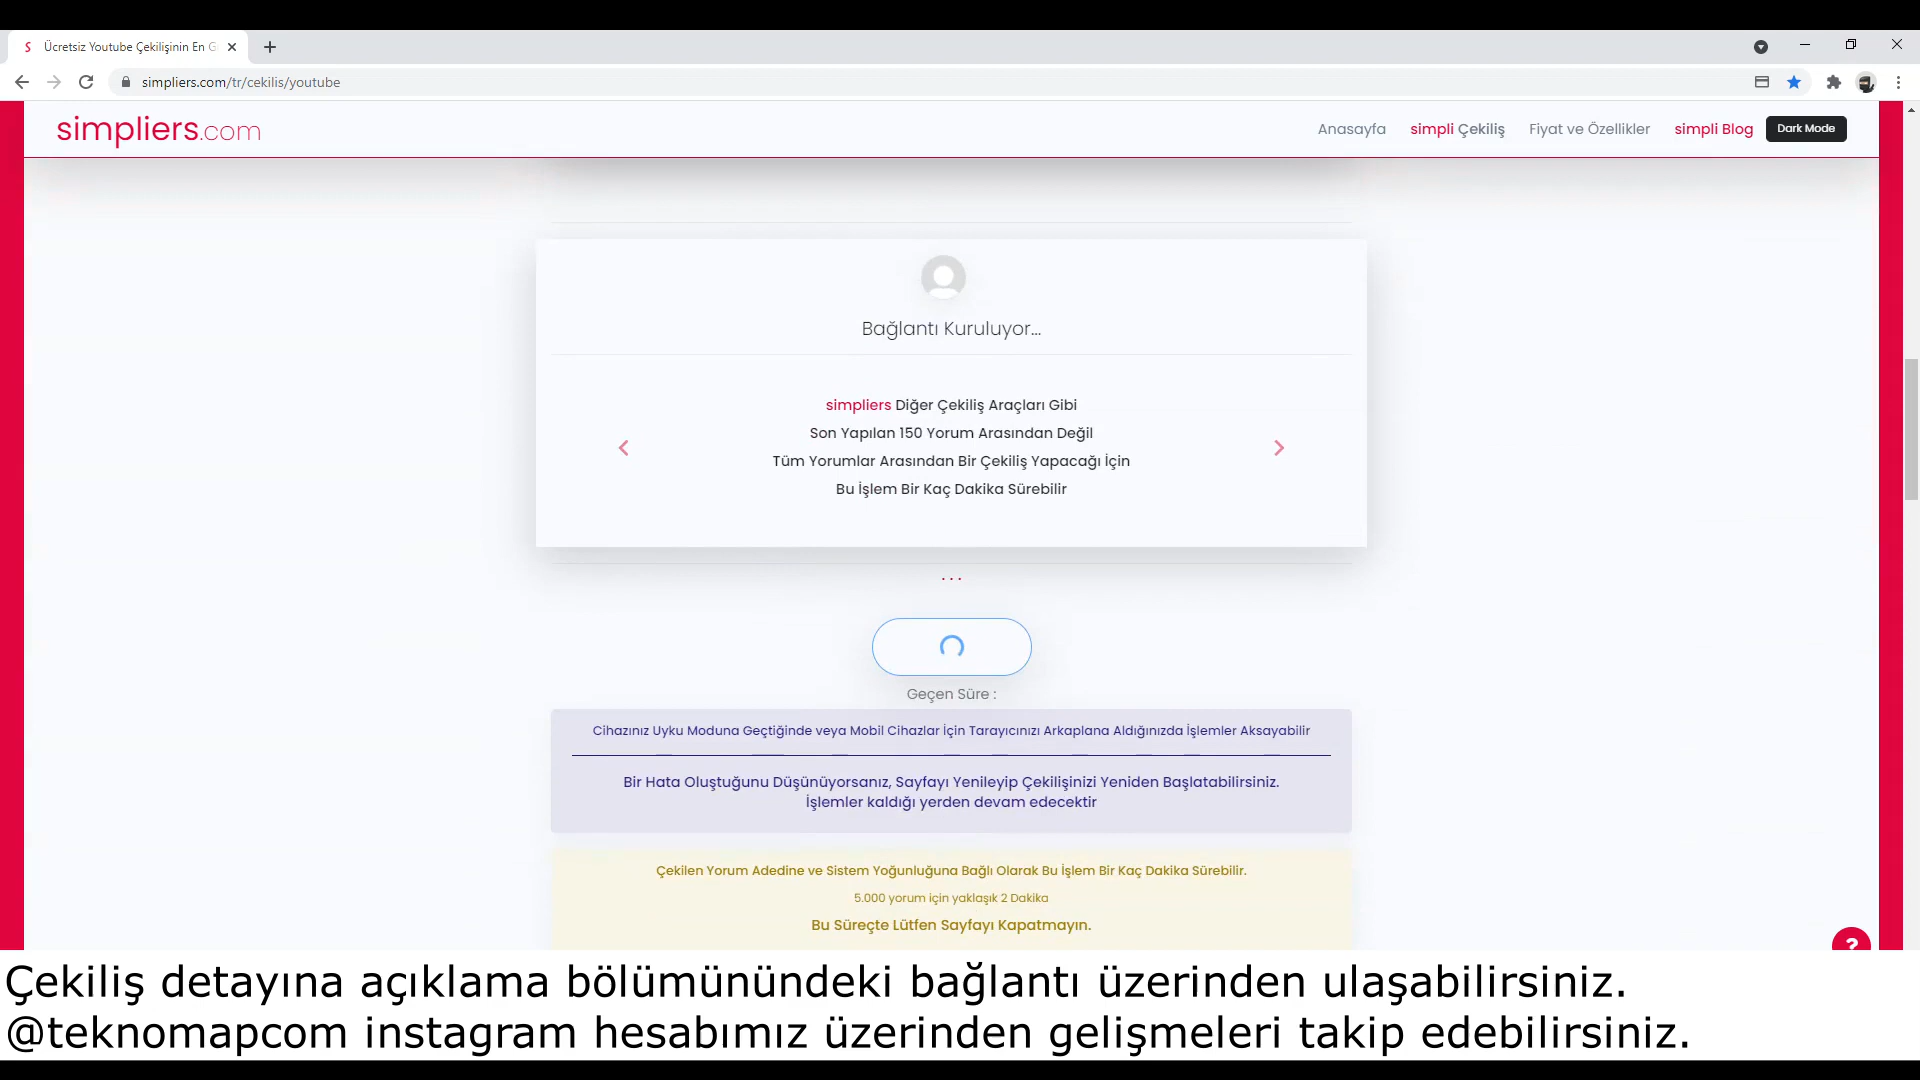 Ücretsiz Youtube Çekilişinin En G
simpliers.com/tr/cekilis/youtube
simpliers.com
Anasayfa simpli Çekiliş Fiyat ve Özellikler simpli Blog Dark Mode
Bağlantı Kuruluyor...
simpliers Diğer Çekiliş Araçları Gibi
Son Yapılan 150 Yorum Arasından Değil
Tüm Yorumlar Arasından Bir Çekiliş Yapacağı İçin
Bu İşlem Bir Kaç Dakika Sürebilir
...
Geçen Süre :
Cihazınız Uyku Moduna Geçtiğinde veya Mobil Cihazlar İçin Tarayıcınızı Arkaplana Aldığınızda İşlemler Aksayabilir
Bir Hata Oluştuğunu Düşünüyorsanız, Sayfayı Yenileyip Çekilişinizi Yeniden Başlatabilirsiniz.
İşlemler kaldığı yerden devam edecektir
Çekilen Yorum Adedine ve Sistem Yoğunluğuna Bağlı Olarak Bu İşlem Bir Kaç Dakika Sürebilir.
5.000 yorum için yaklaşık 2 Dakika
Bu Süreçte Lütfen Sayfayı Kapatmayın.
?
Çekiliş detayına açıklama bölümünündeki bağlantı üzerinden ulaşabilirsiniz.
@teknomapcom instagram hesabımız üzerinden gelişmeleri takip edebilirsiniz.